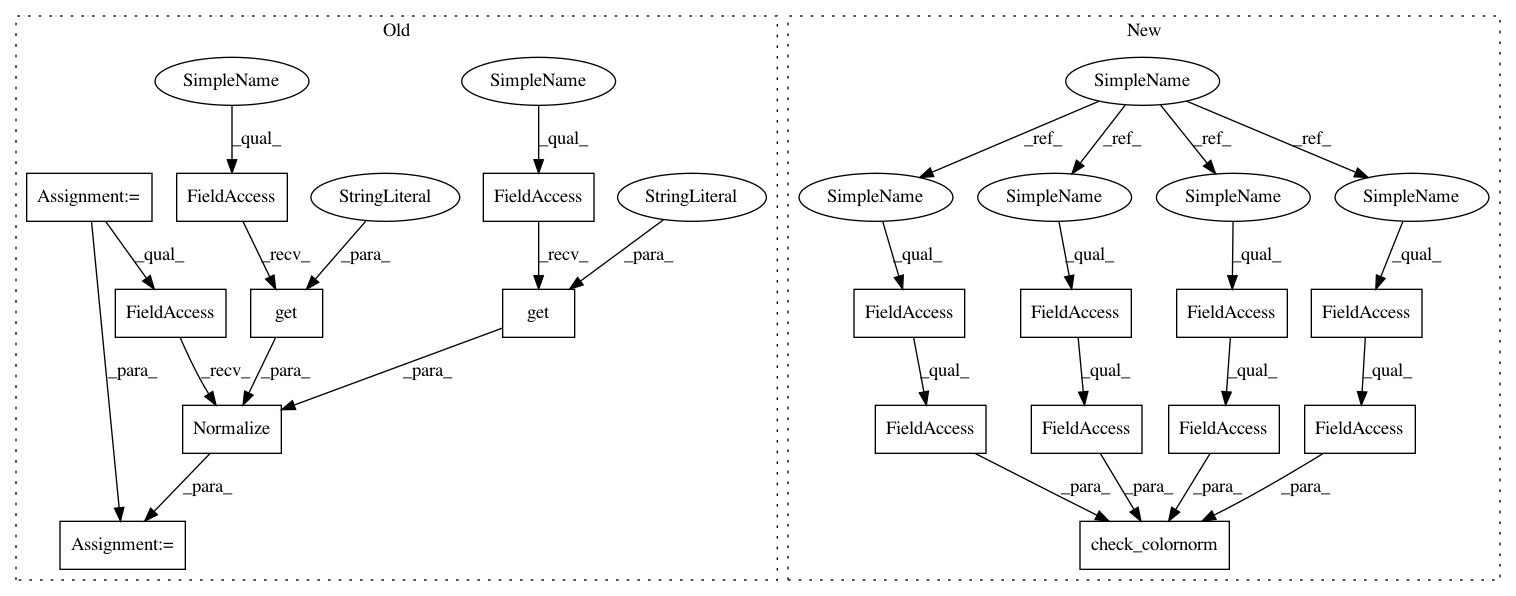 Old
New
SimpleName
SimpleName
SimpleName
_qual_
_qual_
_ref_
_ref_
_ref_
_ref_
Assignment:=
FieldAccess
StringLiteral
FieldAccess
StringLiteral
SimpleName
SimpleName
SimpleName
SimpleName
_qual_
_recv_
_para_
_recv_
_para_
_qual_
_qual_
_qual_
_qual_
FieldAccess
get
get
FieldAccess
FieldAccess
FieldAccess
FieldAccess
_para_
_recv_
_para_
_para_
_qual_
_qual_
_qual_
_qual_
Normalize
FieldAccess
FieldAccess
FieldAccess
FieldAccess
_para_
_para_
_para_
_para_
_para_
Assignment:=
check_colornorm